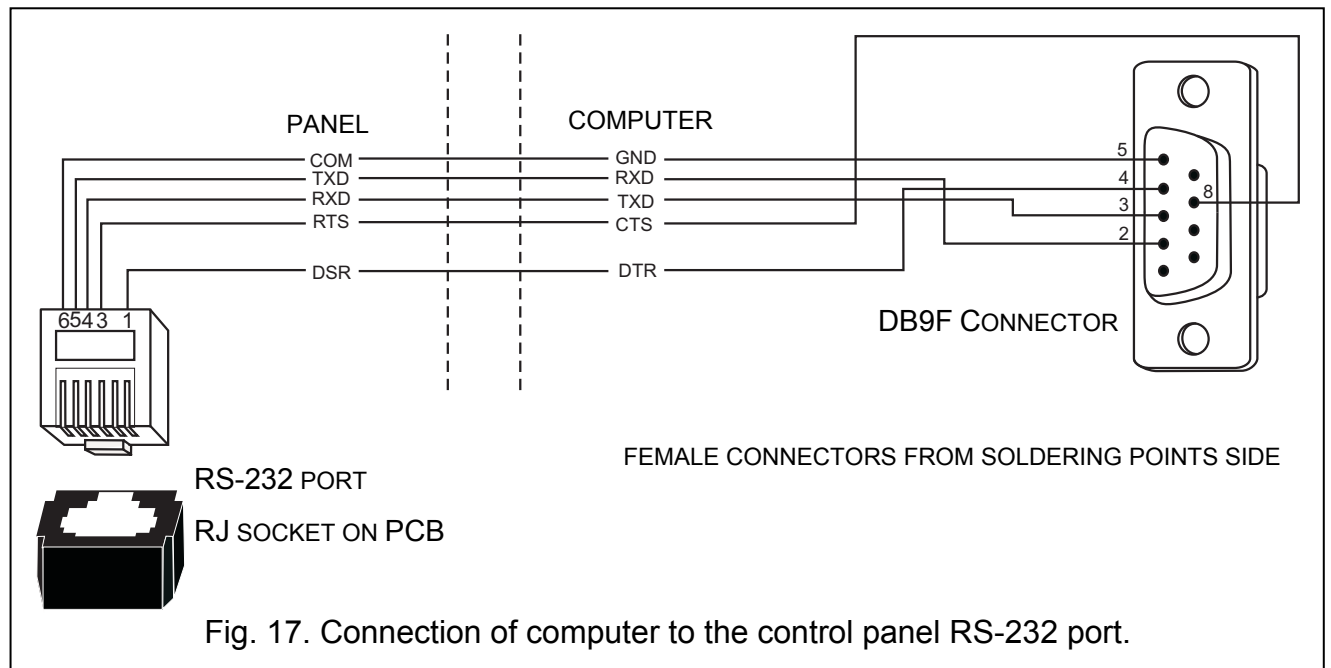 PANEL COMPUTER
COM GND 5
TXD RXD 4
RXD TXD 3 8
RTS CTS 2
DSR DTR
6543 1
DB9F CONNECTOR
FEMALE CONNECTORS FROM SOLDERING POINTS SIDE
RS-232 PORT
RJ SOCKET ON PCB
Fig. 17. Connection of computer to the control panel RS-232 port.